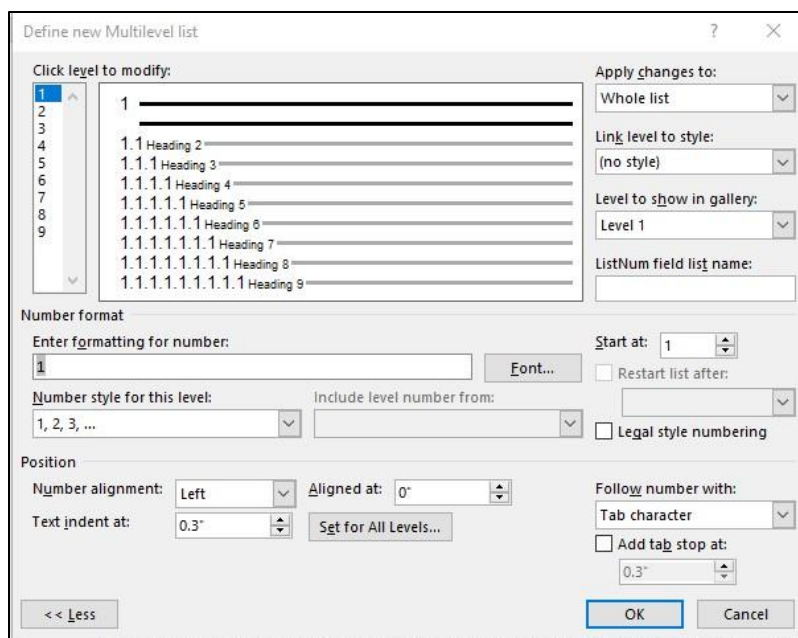 Define new Multilevel list ?
Click level to modify:
1
2
3
4
5
6
7
8
9
1
1.1 Heading 2
1.1.1 Heading 3
1.1.1.1 Heading 4
1.1.1.1.1 Heading 5
1.1.1.1.1.1 Heading 6
1.1.1.1.1.1.1 Heading 7
1.1.1.1.1.1.1.1 Heading 8
1.1.1.1.1.1.1.1.1 Heading 9
Apply changes to:
Whole list
Link level to style:
(no style)
Level to show in gallery:
Level 1
ListNum field list name:
Number format
Enter formatting for number:
1
Font...
Number style for this level:
1, 2, 3, ...
Include level number from:
Start at: 1
Restart list after:
Legal style numbering
Position
Number alignment: Left
Aligned at: 0"
Text indent at: 0.3"
Set for All Levels...
Follow number with:
Tab character
Add tab stop at:
0.3"
<< Less
OK
Cancel